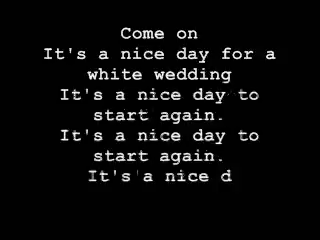 Come on
It's a nice day for a
white wedding
It's a nice day to
start again.
It's a nice day to
start again.
It's a nice d